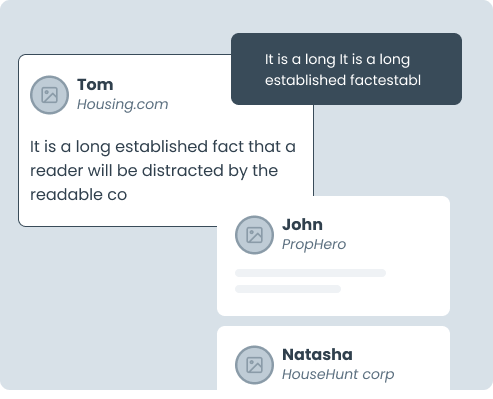 It is a long It is a long
established factestabl
Tom
Housing.com
It is a long established fact that a
reader will be distracted by the
readable co
John
PropHero
Natasha
HouseHunt corp